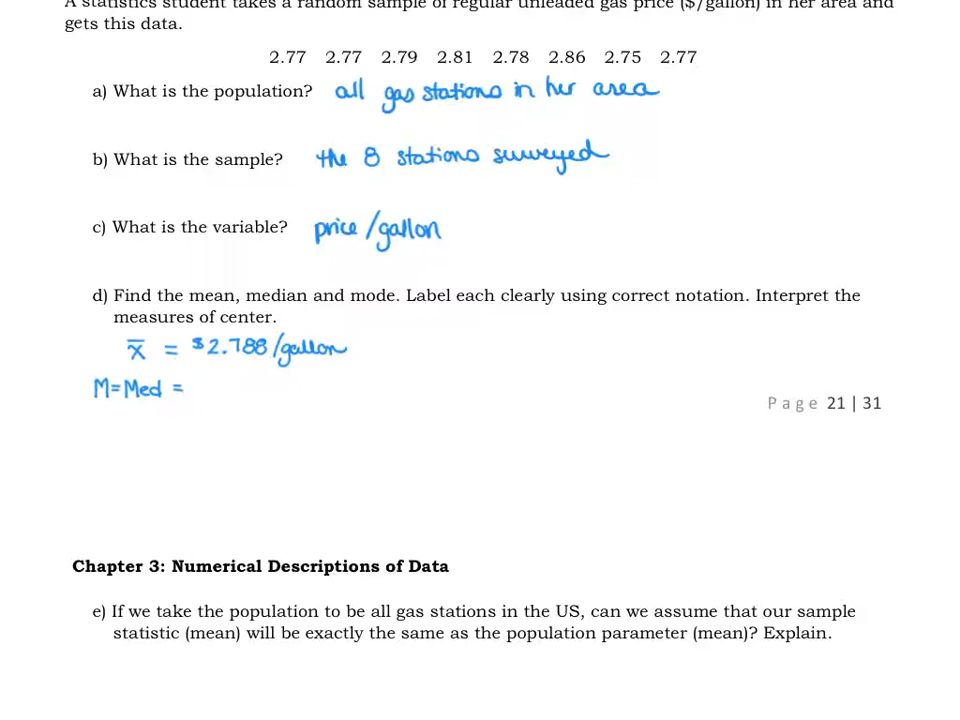 A statistics student takes a random sample of regular unleaded gas price ($/gallon) in her area and
gets this data.
2.77 2.77 2.79 2.81 2.78 2.86 2.75 2.77
a) What is the population? all gas stations in her area
b) What is the sample? the 8 stations surveyed
c) What is the variable? price/gallon
d) Find the mean, median and mode. Label each clearly using correct notation. Interpret the
measures of center.
x̄ = $2.788/gallon
M=Med =
Page 21 | 31
Chapter 3: Numerical Descriptions of Data
e) If we take the population to be all gas stations in the US, can we assume that our sample
statistic (mean) will be exactly the same as the population parameter (mean)? Explain.